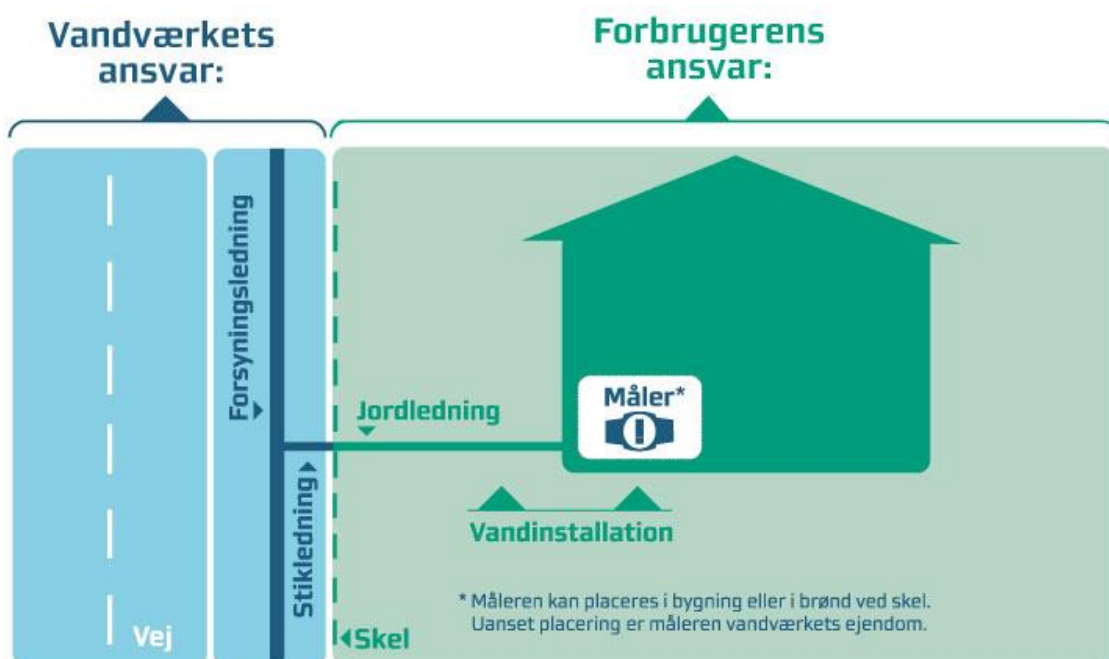 Vandværkets
ansvar:
Forbrugerens
ansvar:
Forsyningsledning
Stikledning
Jordledning
Måler*
Vandinstallation
* Måleren kan placeres i bygning eller i brønd ved skel.
Uanset placering er måleren vandværkets ejendom.
Vej
Skel